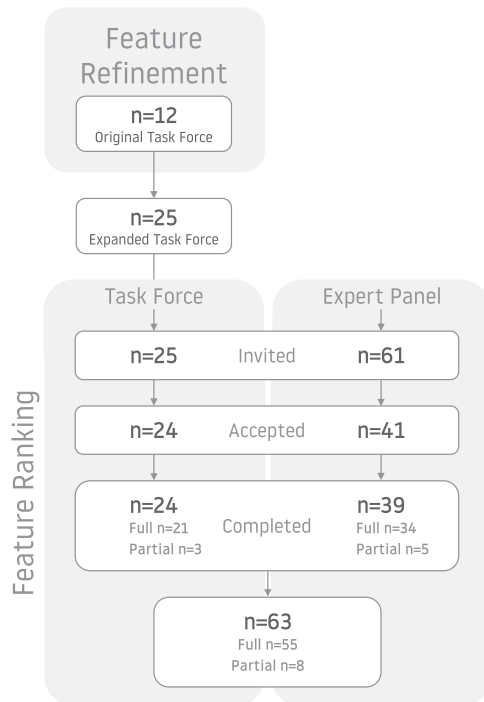 Feature
Refinement
n=12
Original Task Force
n=25
Expanded Task Force
Feature Ranking
Task Force Expert Panel
n=25 Invited n=61
n=24 Accepted n=41
n=24 n=39
Full n=21 Completed Full n=34
Partial n=3 Partial n=5
n=63
Full n=55
Partial n=8